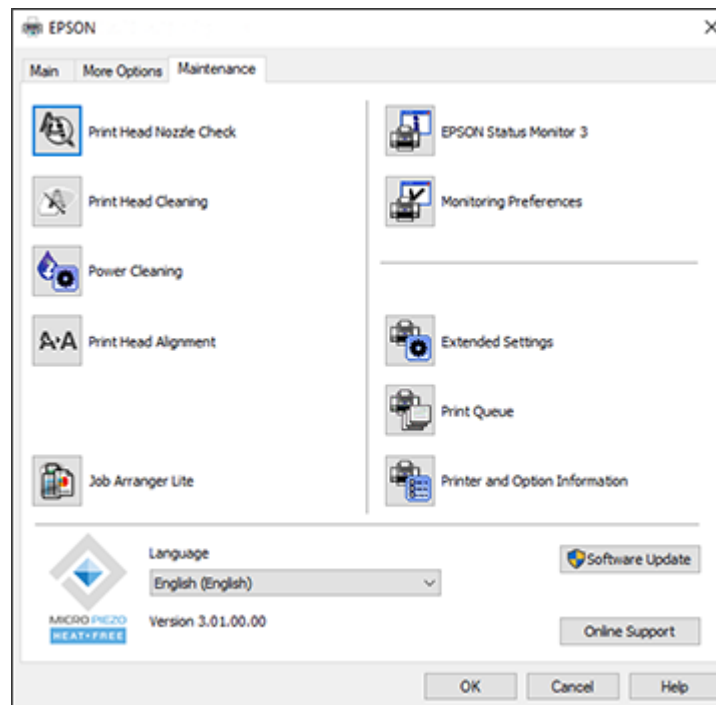 EPSON
Main
More Options
Maintenance
Print Head Nozzle Check
Print Head Cleaning
Power Cleaning
A·A Print Head Alignment
Job Arranger Lite
EPSON Status Monitor 3
Monitoring Preferences
Extended Settings
Print Queue
Printer and Option Information
Language
English (English)
Version 3.01.00.00
MICRO PIEZO
HEAT-FREE
Software Update
Online Support
OK
Cancel
Help